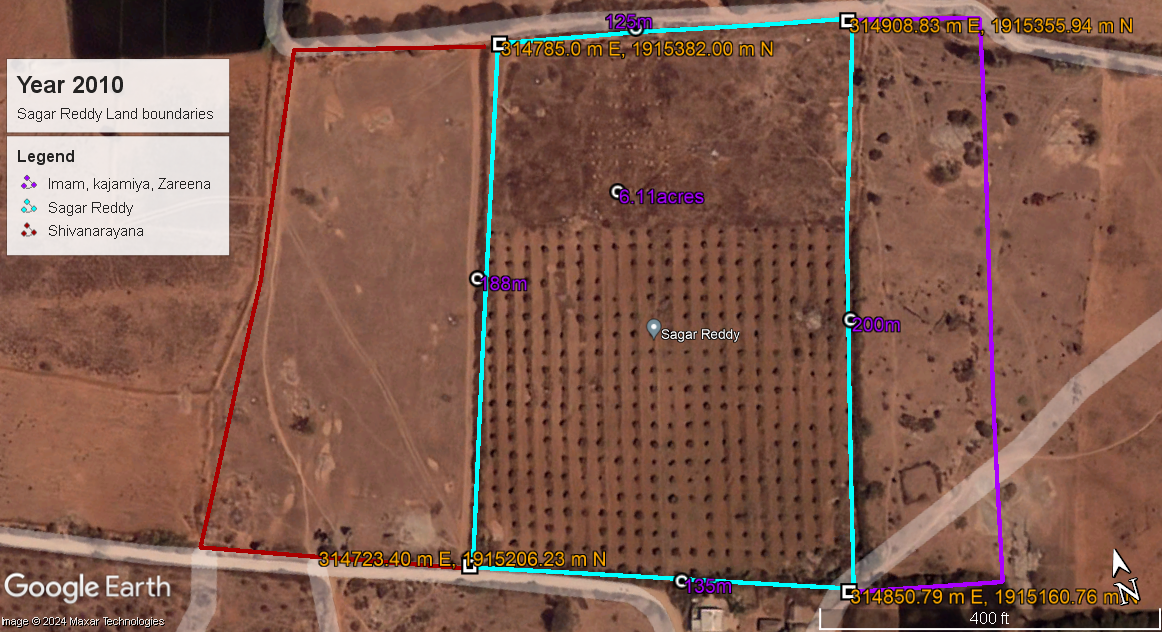 125m
314908.83 m E, 1915355.94 m N
314785.0 m E, 1915382.00 m N
Year 2010
Sagar Reddy Land boundaries
Legend
Imam, kajamiya, Zareena
Sagar Reddy
Shivanarayana
6.11acres
188m
200m
Sagar Reddy
314723.40 m E, 1915206.23 m N
135m
314850.79 m E, 1915160.76 m N
N
Google Earth
400 ft
Image © 2024 Maxar Technologies